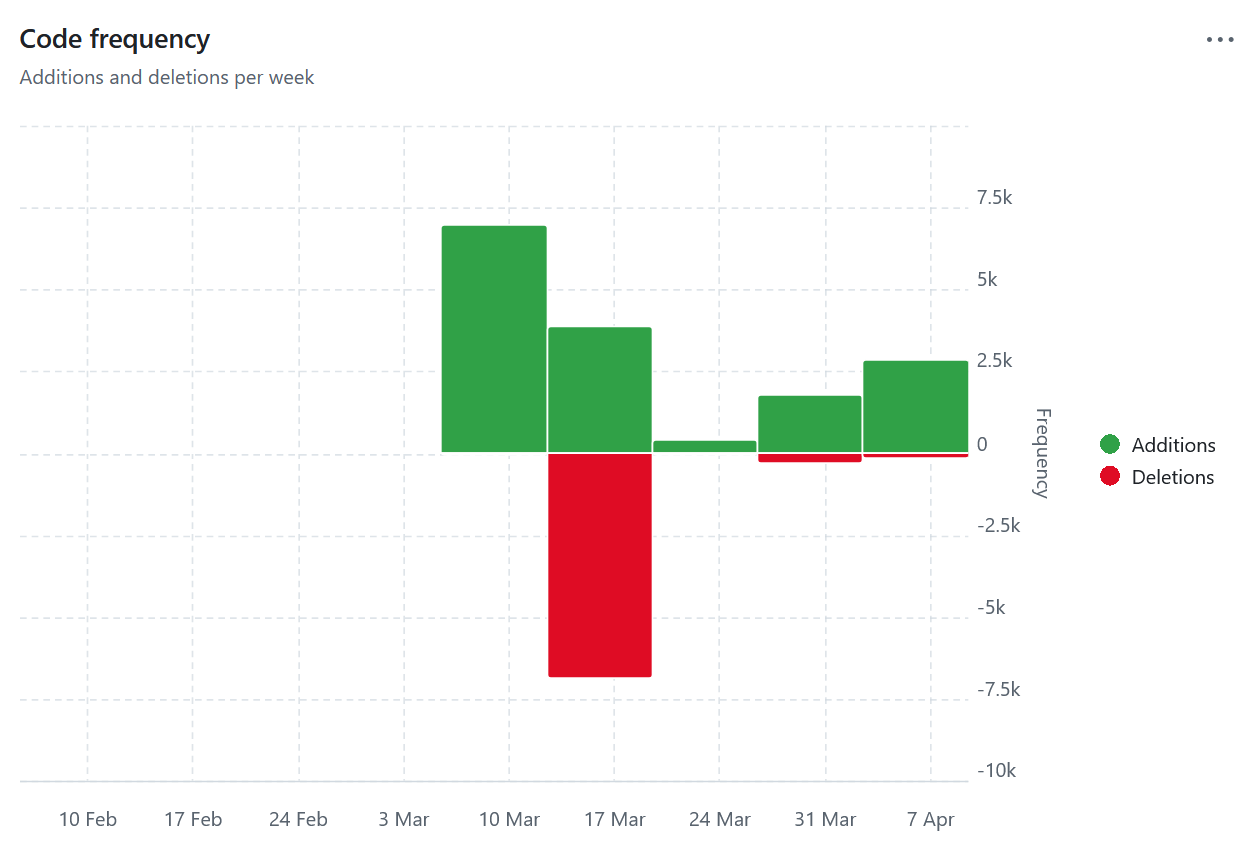 Code frequency
Additions and deletions per week
7.5k
5k
2.5k
0
-2.5k
-5k
-7.5k
-10k
Frequency
Additions
Deletions
10 Feb
17 Feb
24 Feb
3 Mar
10 Mar
17 Mar
24 Mar
31 Mar
7 Apr